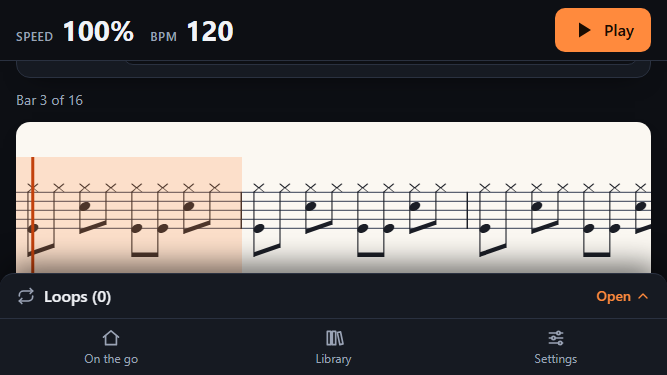 SPEED 100% BPM 120
Play
Bar 3 of 16
Loops (0)
Open
On the go
Library
Settings